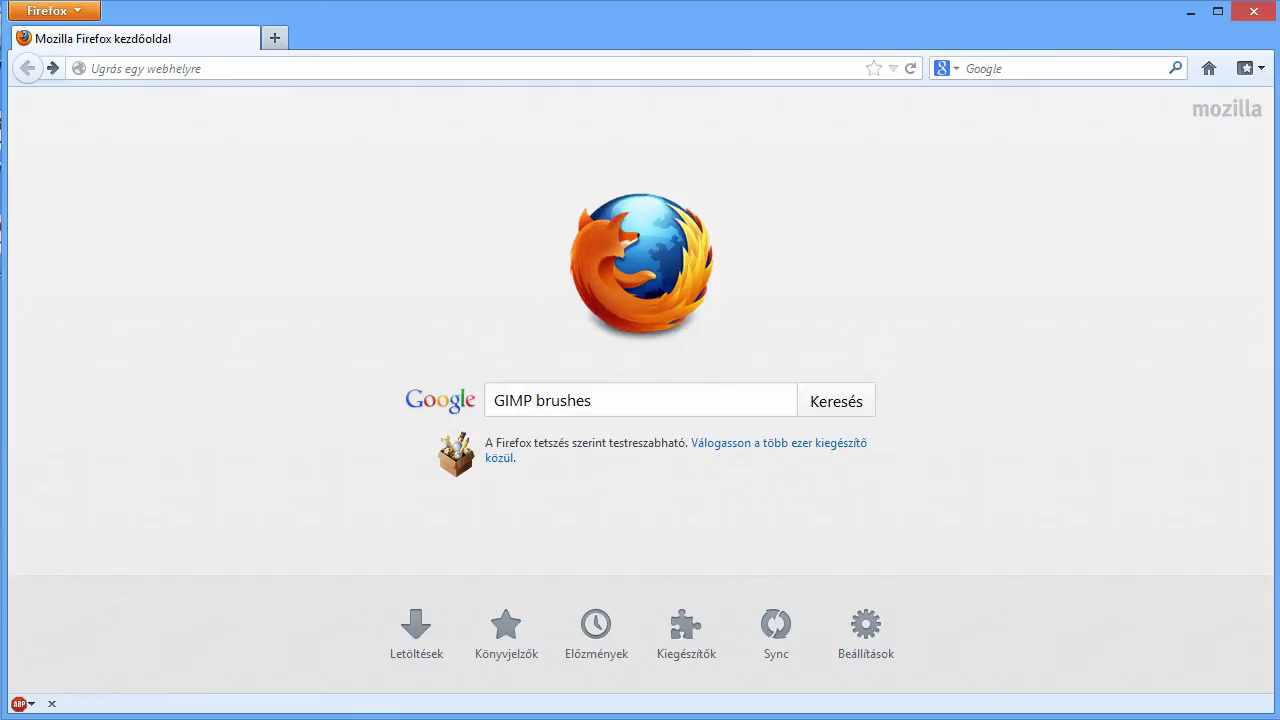 Firefox
Mozilla Firefox kezdőoldal
Ugrás egy webhelyre
Google
mozilla
Google GIMP brushes Keresés
A Firefox tetszés szerint testreszabható. Válogasson a több ezer kiegészítő
közül.
Letöltések Könyvjelzők Előzmények Kiegészítők Sync Beállítások
ABP